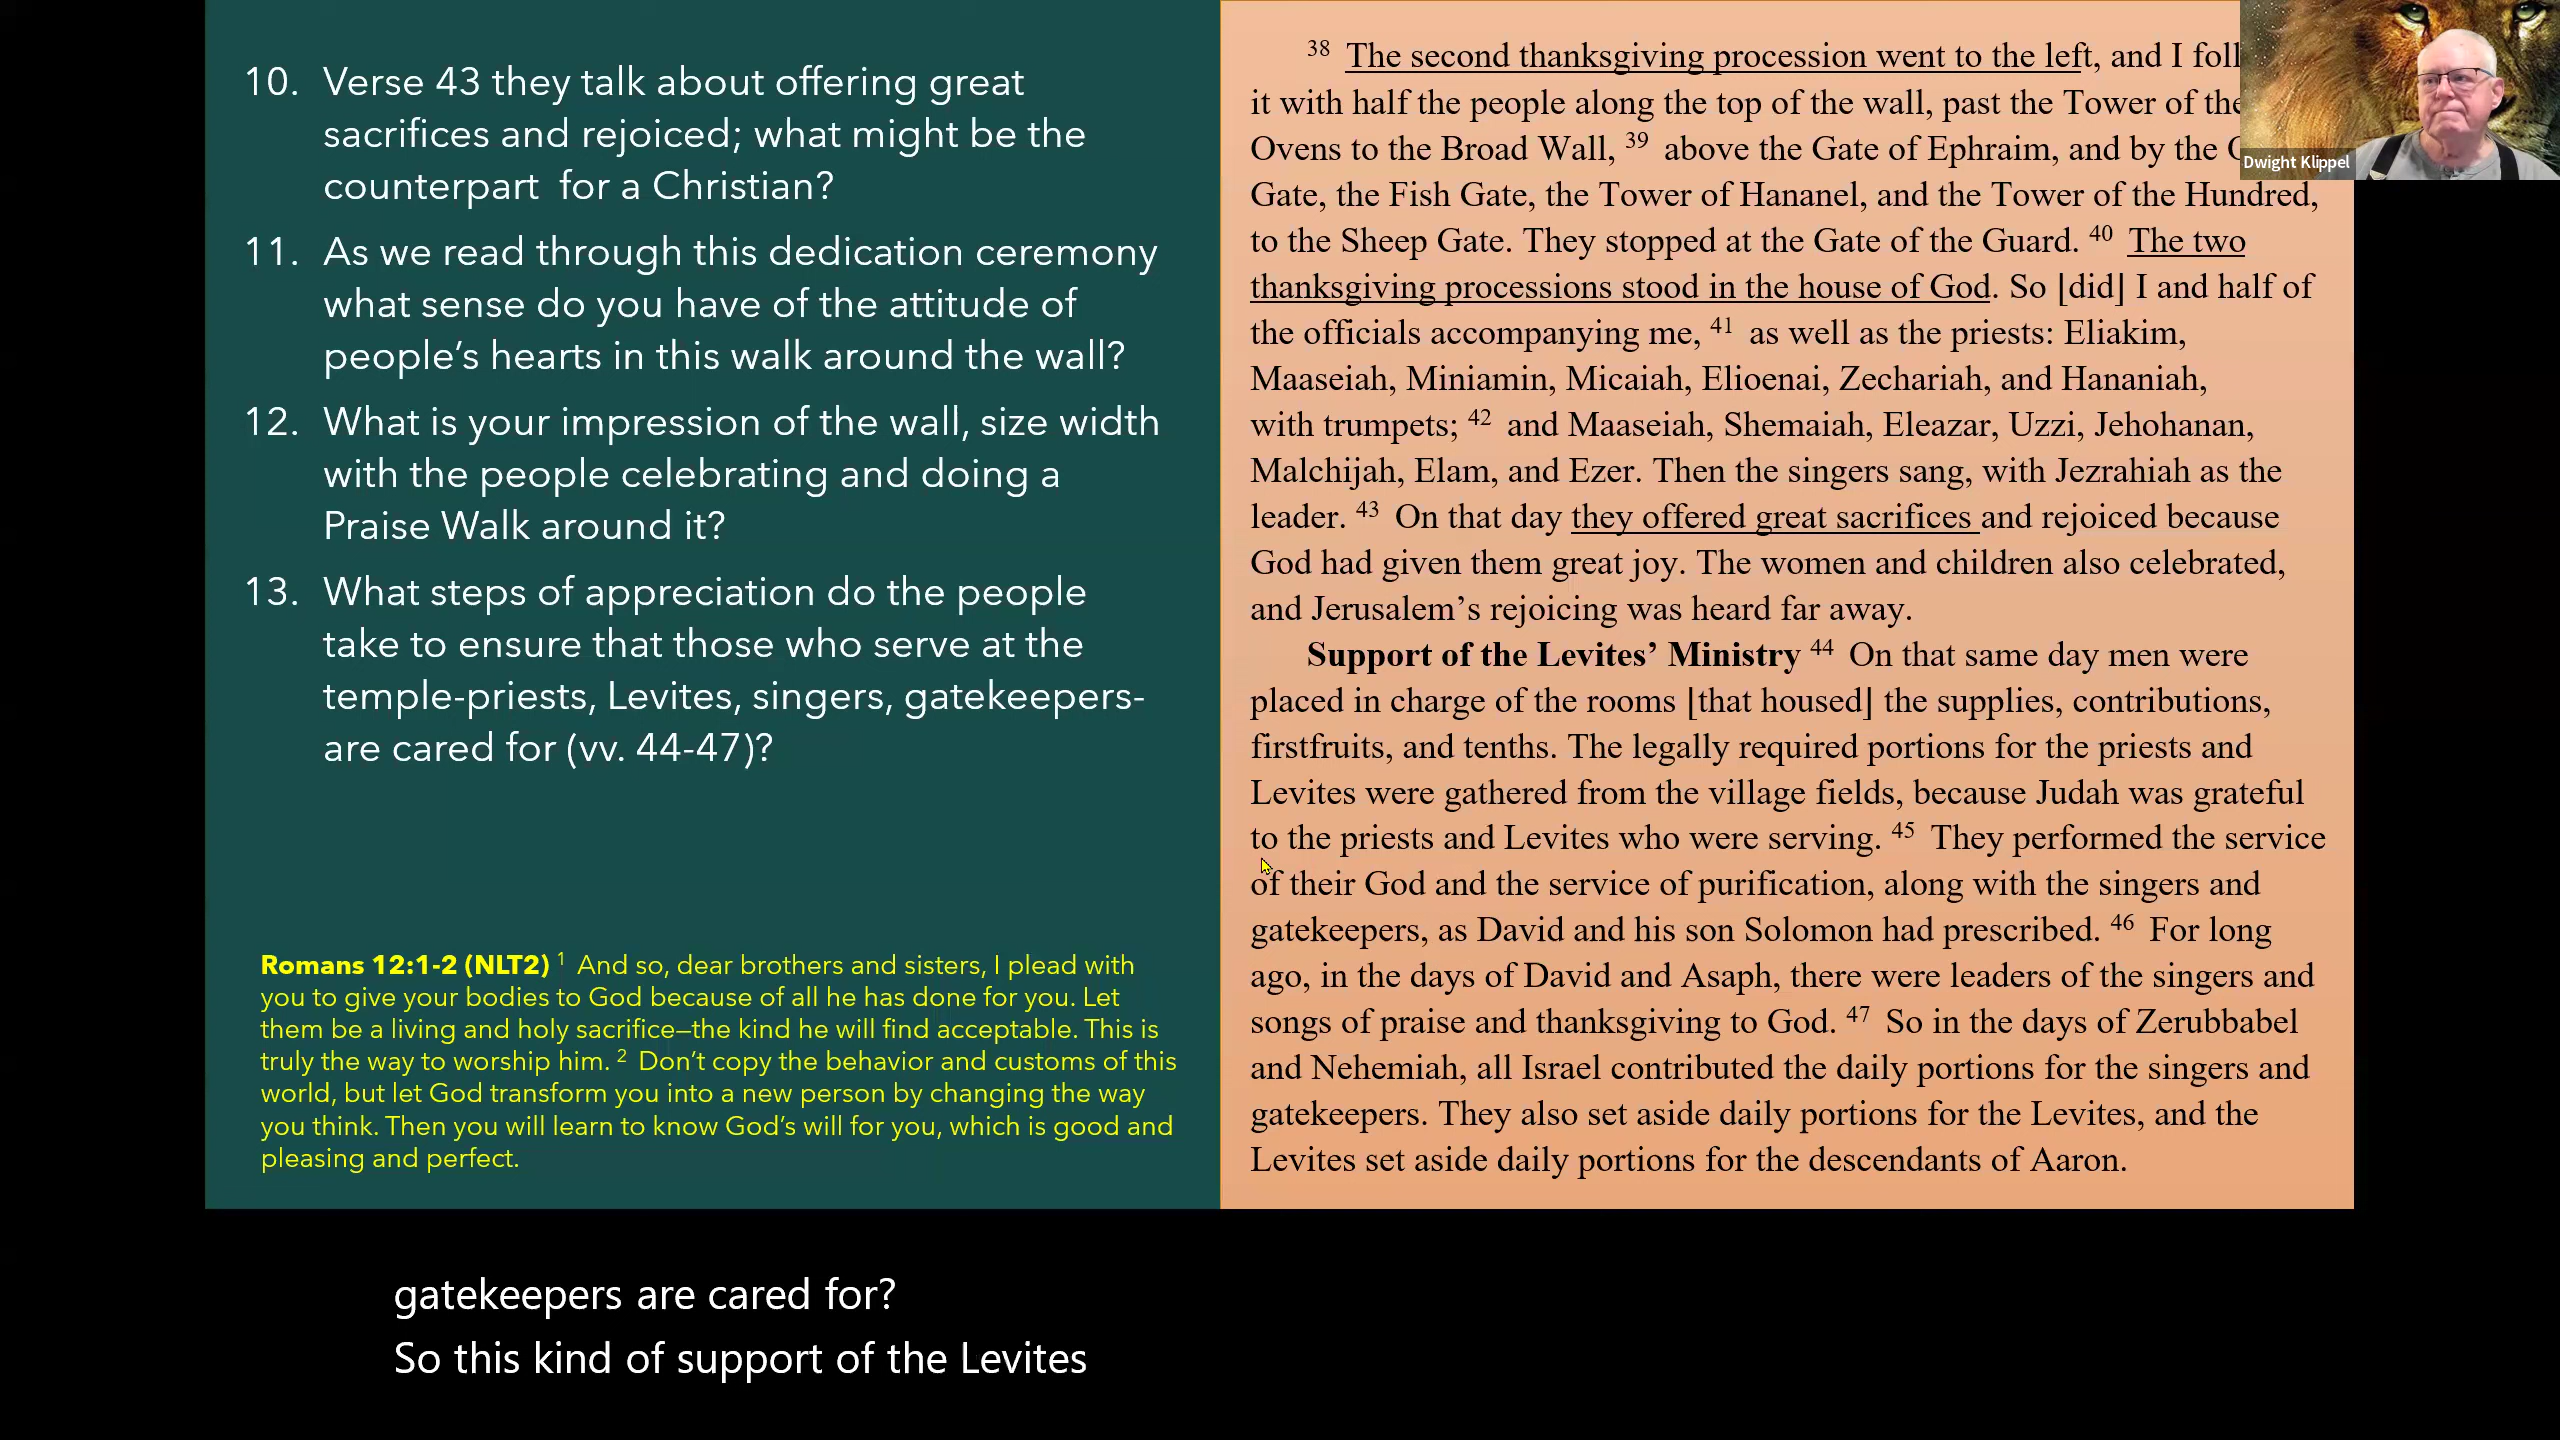 10. Verse 43 they talk about offering great
sacrifices and rejoiced; what might be the
counterpart for a Christian?
11. As we read through this dedication ceremony
what sense do you have of the attitude of
people’s hearts in this walk around the wall?
12. What is your impression of the wall, size width
with the people celebrating and doing a
Praise Walk around it?
13. What steps of appreciation do the people
take to ensure that those who serve at the
temple-priests, Levites, singers, gatekeepers-
are cared for (vv. 44-47)?
Romans 12:1-2 (NLT2) 1 And so, dear brothers and sisters, I plead with
you to give your bodies to God because of all he has done for you. Let
them be a living and holy sacrifice—the kind he will find acceptable. This is
truly the way to worship him. 2 Don’t copy the behavior and customs of this
world, but let God transform you into a new person by changing the way
you think. Then you will learn to know God’s will for you, which is good and
pleasing and perfect.
38 The second thanksgiving procession went to the left, and I
it with half the people along the top of the wall, past the Tower of the
Ovens to the Broad Wall, 39 above the Gate of Ephraim, and by the
Gate, the Fish Gate, the Tower of Hananel, and the Tower of the Hundred,
to the Sheep Gate. They stopped at the Gate of the Guard. 40 The two
thanksgiving processions stood in the house of God. So [did] I and half of
the officials accompanying me, 41 as well as the priests: Eliakim,
Maaseiah, Miniamin, Micaiah, Elioenai, Zechariah, and Hananiah,
with trumpets; 42 and Maaseiah, Shemaiah, Eleazar, Uzzi, Jehohanan,
Malchijah, Elam, and Ezer. Then the singers sang, with Jezrahiah as the
leader. 43 On that day they offered great sacrifices and rejoiced because
God had given them great joy. The women and children also celebrated,
and Jerusalem’s rejoicing was heard far away.
Support of the Levites’ Ministry 44 On that same day men were
placed in charge of the rooms [that housed] the supplies, contributions,
firstfruits, and tenths. The legally required portions for the priests and
Levites were gathered from the village fields, because Judah was grateful
to the priests and Levites who were serving. 45 They performed the service
of their God and the service of purification, along with the singers and
gatekeepers, as David and his son Solomon had prescribed. 46 For long
ago, in the days of David and Asaph, there were leaders of the singers and
songs of praise and thanksgiving to God. 47 So in the days of Zerubbabel
and Nehemiah, all Israel contributed the daily portions for the singers and
gatekeepers. They also set aside daily portions for the Levites, and the
Levites set aside daily portions for the descendants of Aaron.
Dwight Klippel
gatekeepers are cared for?
So this kind of support of the Levites